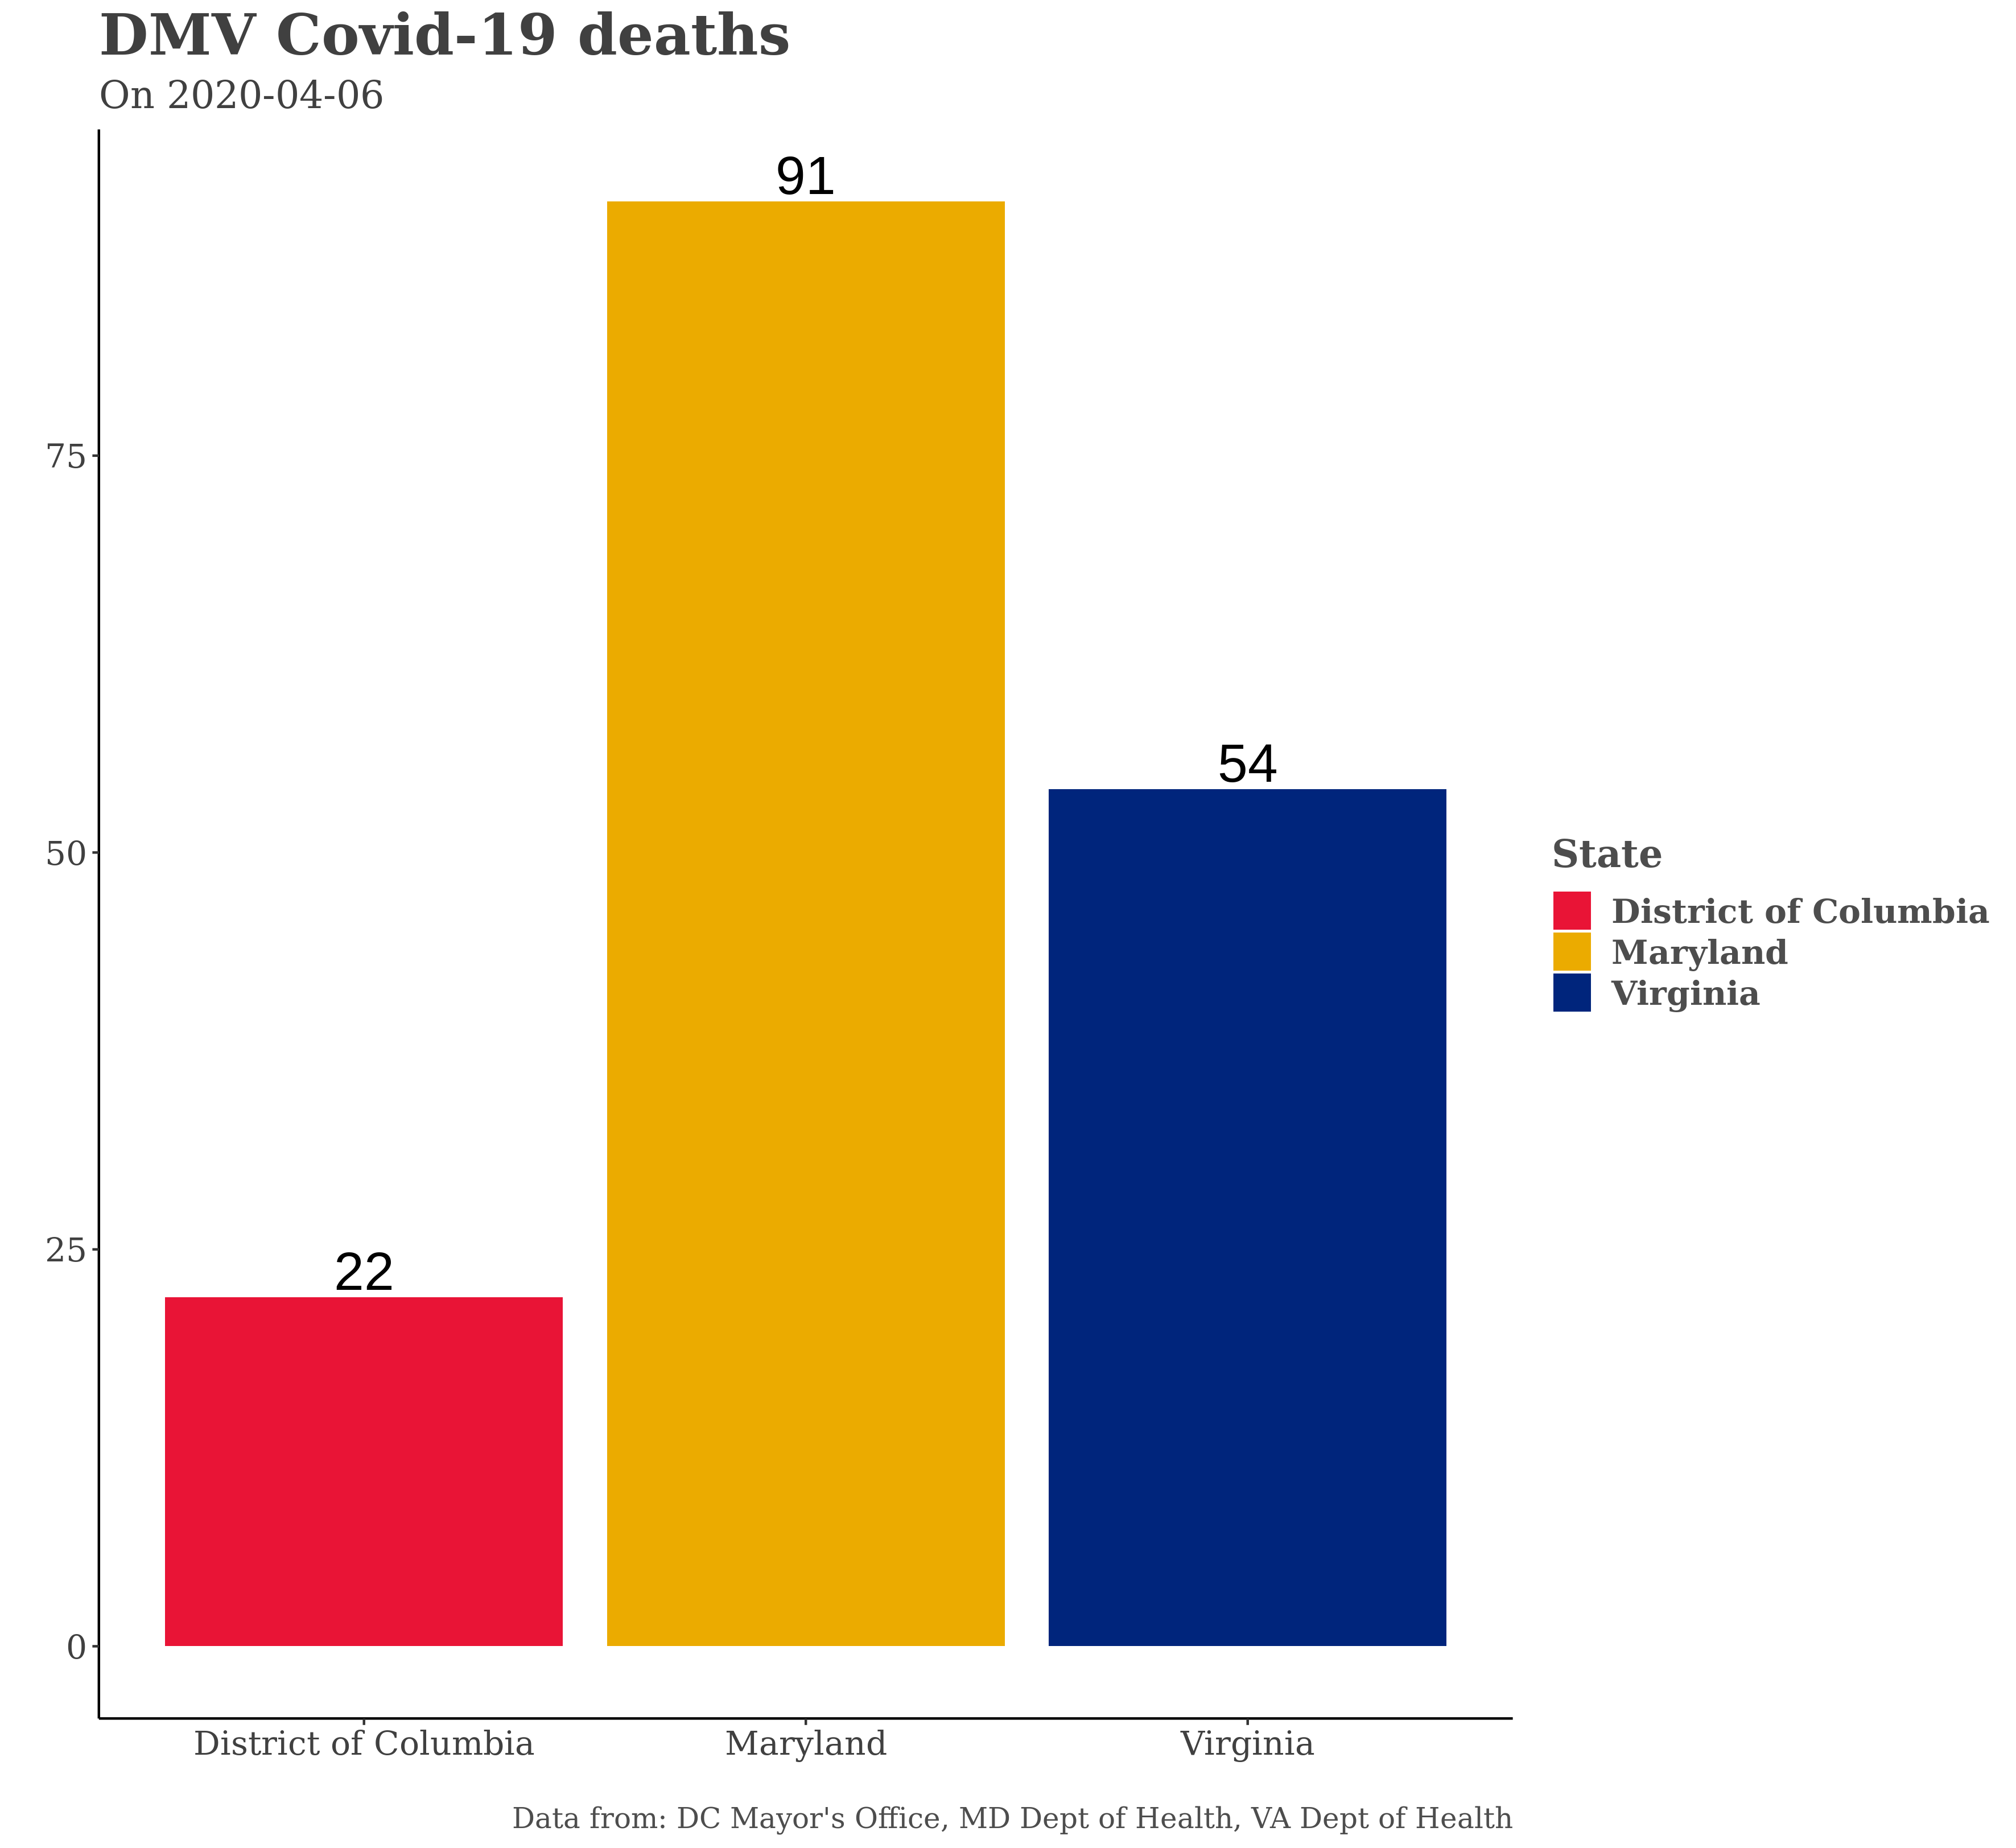 DMV Covid-19 deaths
On 2020-04-06
91
75
54
50
State
District of Columbia
Maryland
Virginia
25
22
0
District of Columbia Maryland Virginia
Data from: DC Mayor's Office, MD Dept of Health, VA Dept of Health